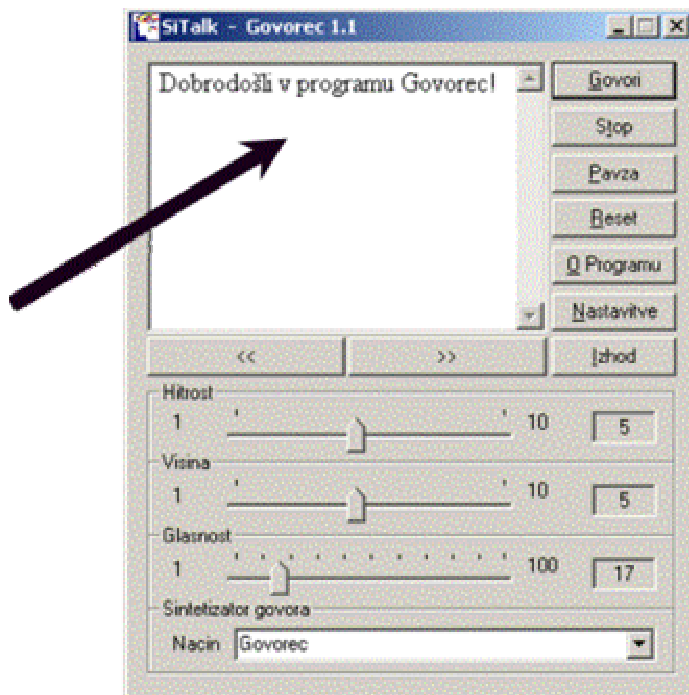 SiTalk - Govorec 1.1
Dobrodošli v programu Govorec!
Govori
Stop
Pavza
Reset
O Programu
Nastavitve
<< >> Izhod
Hitrost
1 10 5
Visina
1 10 5
Glasnost
1 100 17
Sintetizator govora
Nacin Govorec